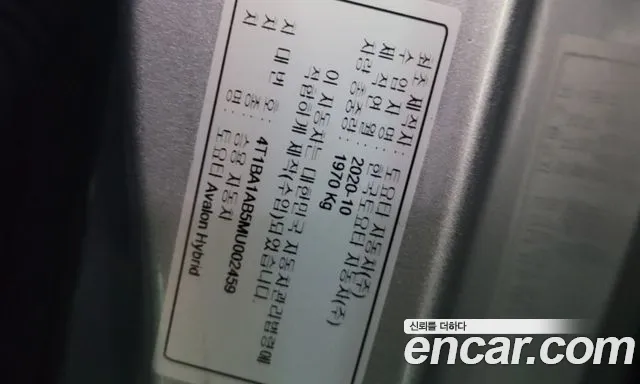 최초 제작자: 토요타 자동차(주)
수 입 자 명: 한국토요타 자동차(주)
제 작 연 월: 2020-10
차량 총중량: 1970 Kg
이 자동차는 대한민국 자동차관리법령에
적합하게 제작(수입)되었습니다.
차 대 번 호: 4T1BA1AB5MU002459
차 종: 승용 자동차
차 명: 토요타 Avalon Hybrid
신뢰를 더하다
encar.com